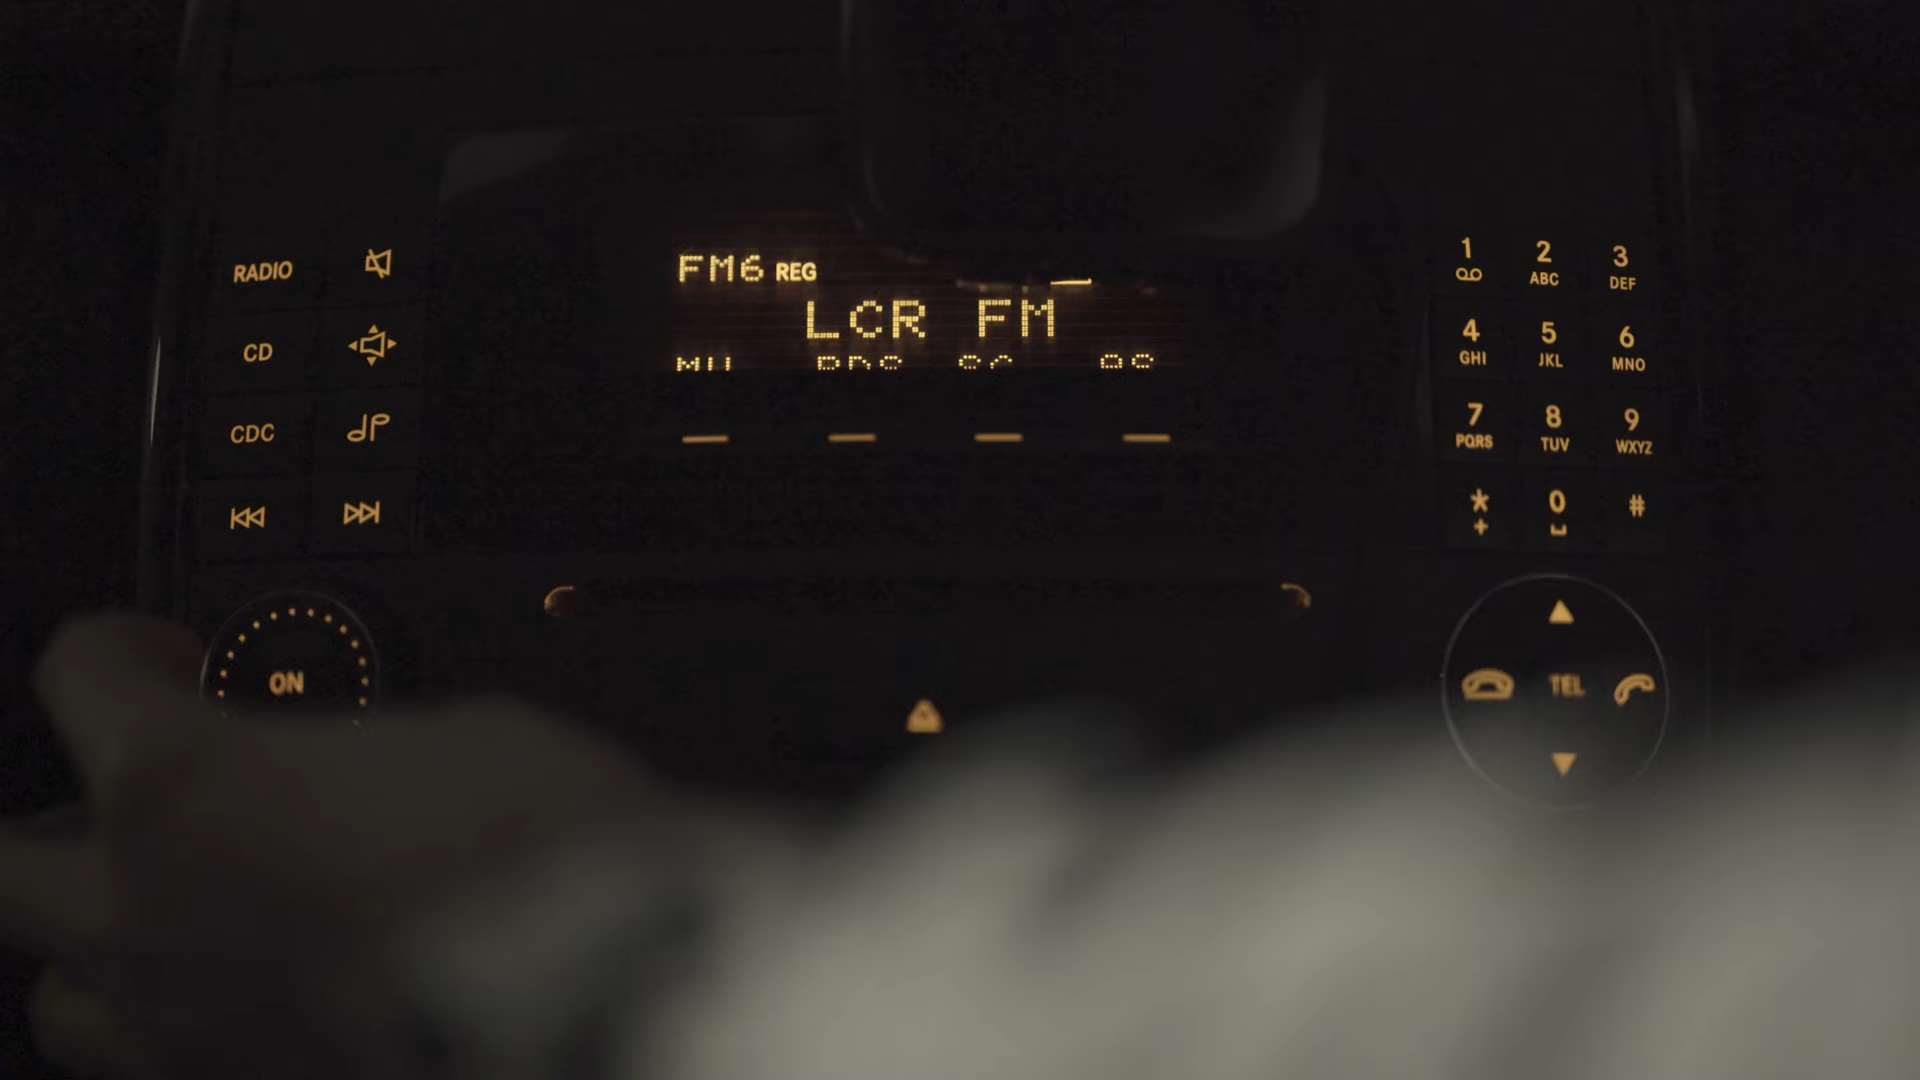 FM6 REG
LCR FM
RADIO
CD
CDC
ON
1
2 ABC
3 DEF
4 GHI
5 JKL
6 MNO
7 PQRS
8 TUV
9 WXYZ
* +
0
#
TEL